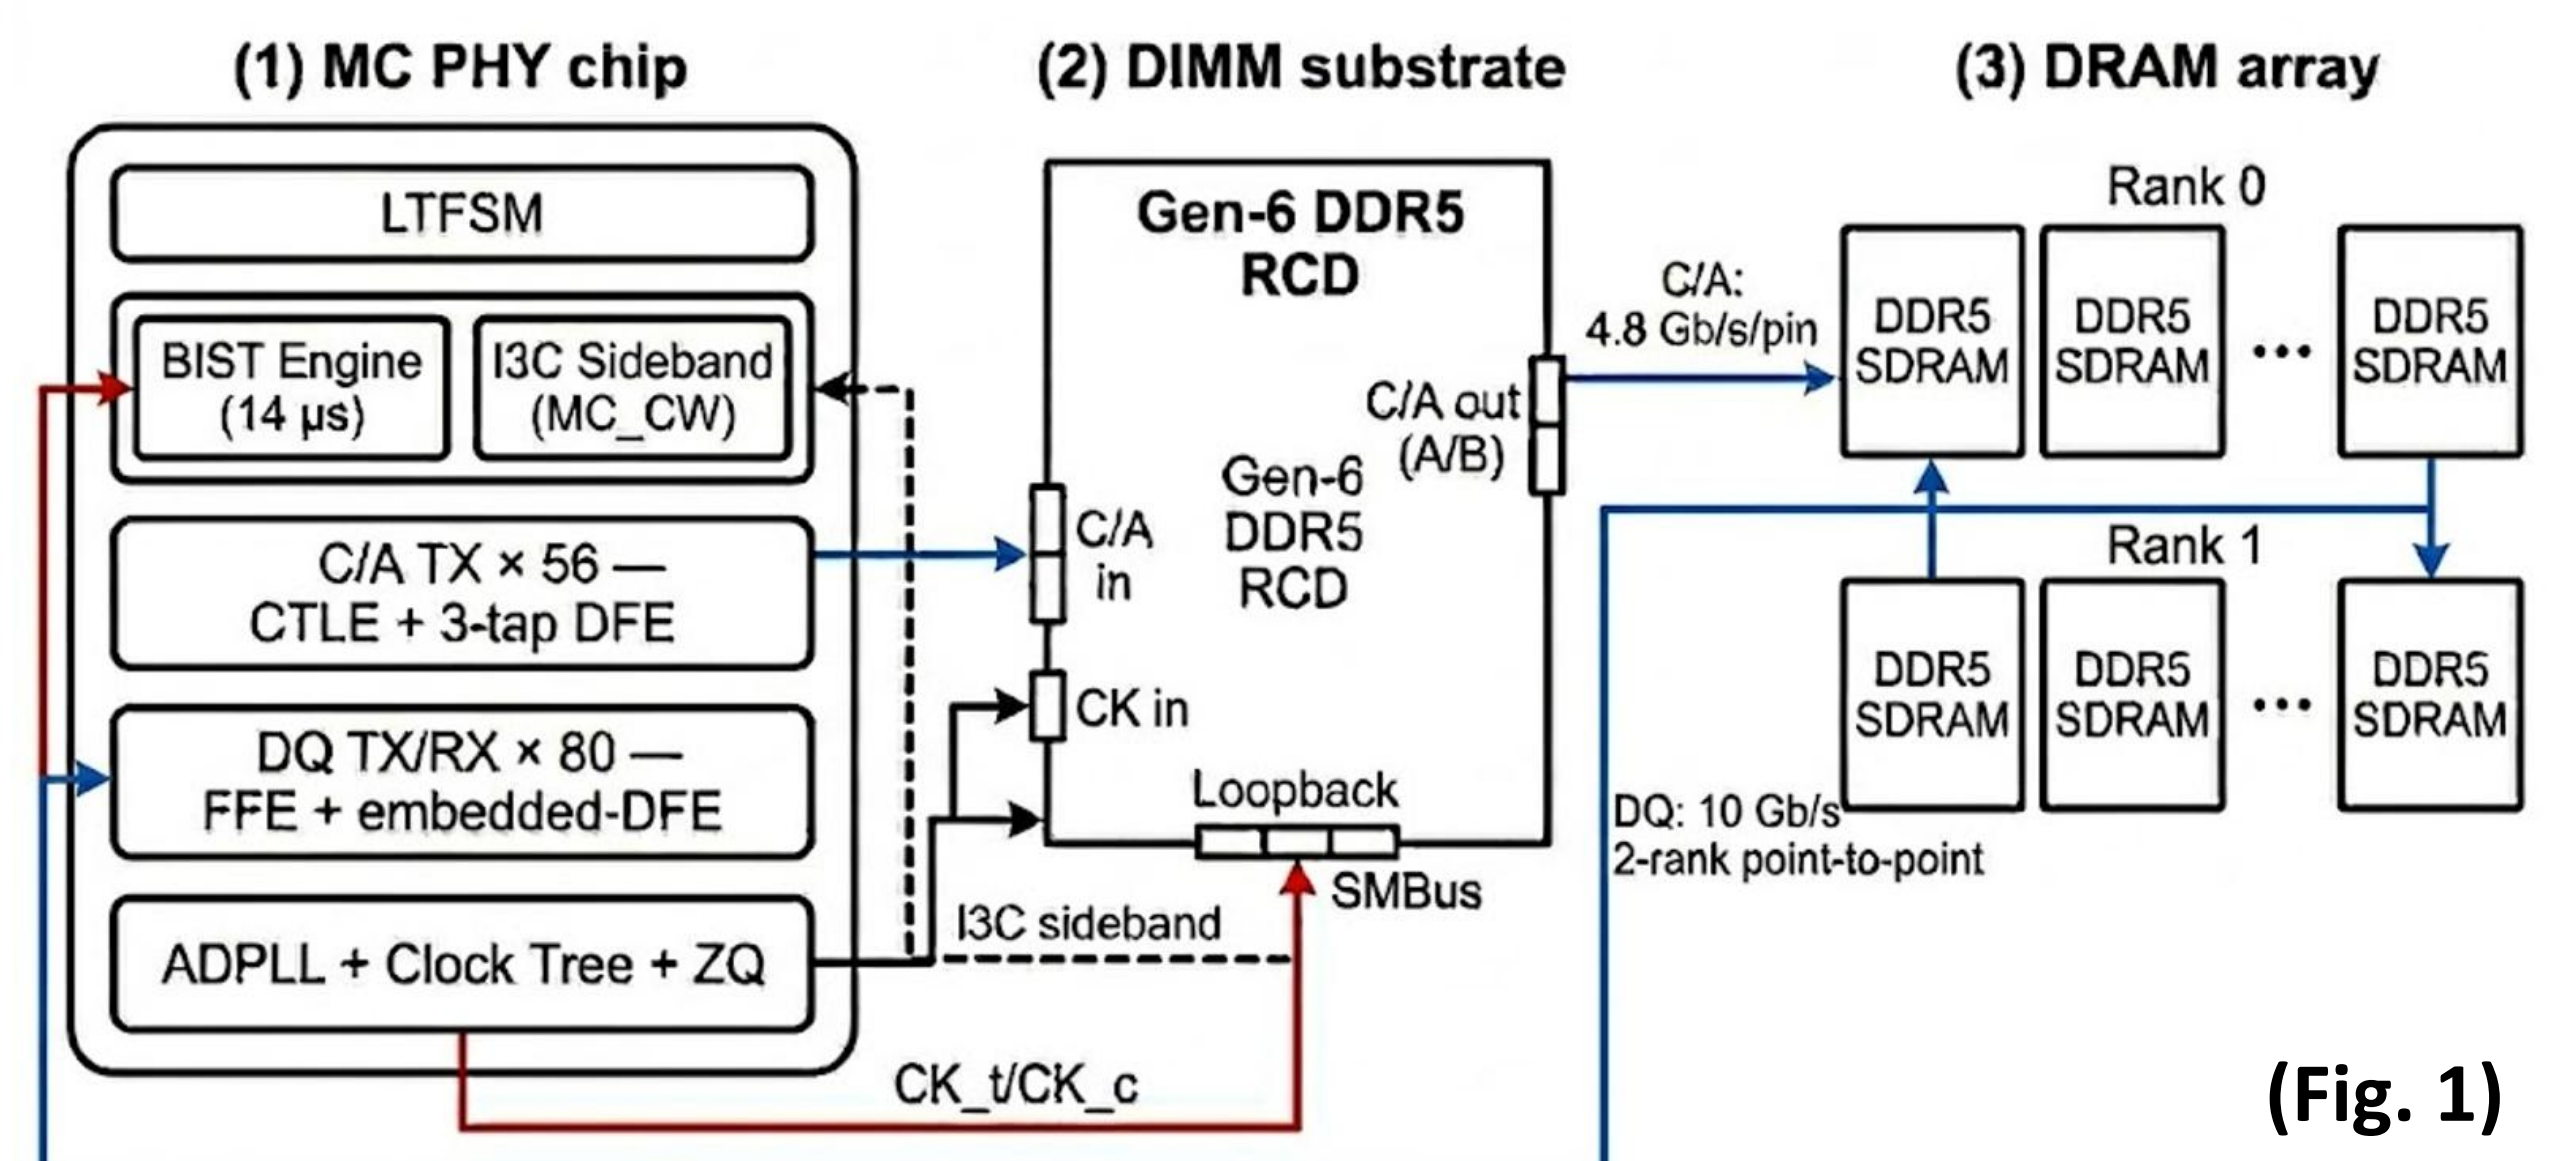 (1) MC PHY chip
LTFSM
BIST Engine
(14 µs)
I3C Sideband
(MC_CW)
C/A TX × 56 —
CTLE + 3-tap DFE
DQ TX/RX × 80 —
FFE + embedded-DFE
ADPLL + Clock Tree + ZQ
(2) DIMM substrate
Gen-6 DDR5
RCD
C/A out
(A/B)
Gen-6
DDR5
RCD
C/A
in
CK in
Loopback
SMBus
I3C sideband
CK_t/CK_c
(3) DRAM array
C/A:
4.8 Gb/s/pin
Rank 0
DDR5
SDRAM
DDR5
SDRAM
...
DDR5
SDRAM
Rank 1
DDR5
SDRAM
DDR5
SDRAM
...
DDR5
SDRAM
DQ: 10 Gb/s
2-rank point-to-point
(Fig. 1)